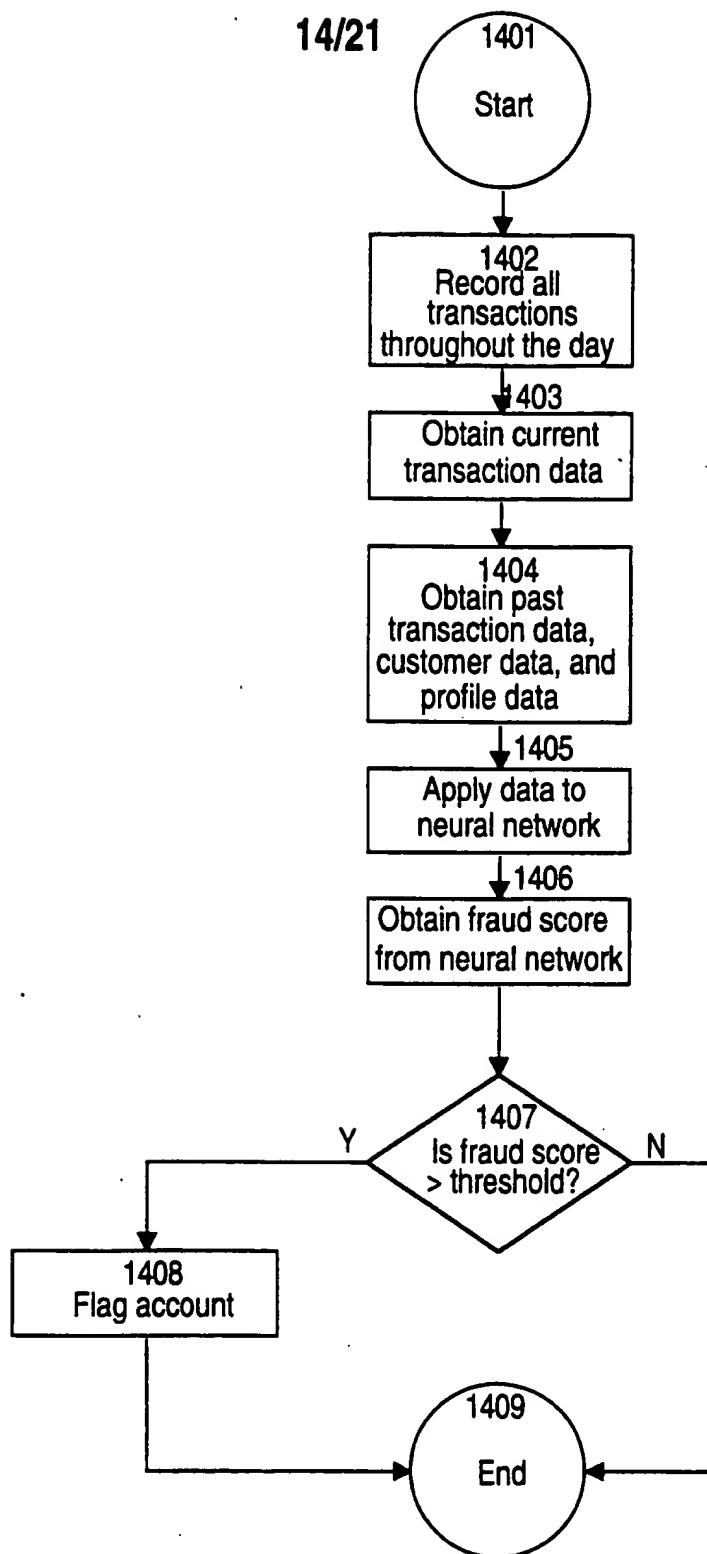 14/21
1401
Start
1402
Record all
transactions
throughout the day
1403
Obtain current
transaction data
1404
Obtain past
transaction data,
customer data, and
profile data
1405
Apply data to
neural network
1406
Obtain fraud score
from neural network
1407
Is fraud score
> threshold?
Y
N
1408
Flag account
1409
End